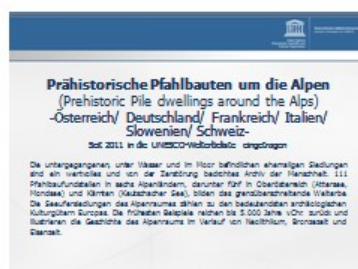 Prähistorische Pfahlbauten um die Alpen
(Prehistoric Pile dwellings around the Alps)
-Österreich/ Deutschland/ Frankreich/ Italien/
Slowenien/ Schweiz-
Seit 2011 in die UNESCO-Welterbeliste eingetragen
Die untergegangenen, unter Wasser und im Moor befindlichen ehemaligen Siedlungen
sind ein wertvolles und von der Zerstörung bedrohtes Archiv der Menschheit. 111
Pfahlbaufundstellen in sechs Alpenländern, darunter fünf in Oberösterreich (Attersee,
Mondsee) und Kärnten (Keutschacher See), bilden das grenzüberschreitende Welterbe.
Die Seeufersiedlungen des Alpenraumes zählen zu den bedeutendsten archäologischen
Kulturgütern Europas. Die frühesten Beispiele reichen bis 5.000 Jahre vChr. zurück und
illustrieren die Geschichte des Alpenraums im Verlauf von Neolithikum, Bronzezeit und
Eisenzeit.